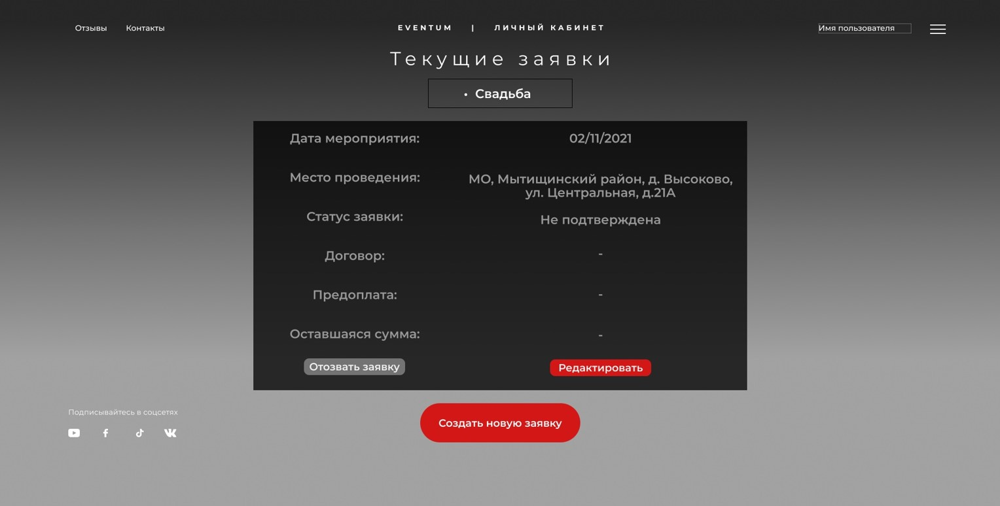 Отзывы Контакты EVENTUM | ЛИЧНЫЙ КАБИНЕТ Имя пользователя
Текущие заявки
• Свадьба
Дата мероприятия: 02/11/2021
Место проведения: МО, Мытищинский район, д. Высоково,
ул. Центральная, д.21А
Статус заявки: Не подтверждена
Договор: -
Предоплата: -
Оставшаяся сумма: -
Отозвать заявку Редактировать
Подписывайтесь в соцсетях
Создать новую заявку